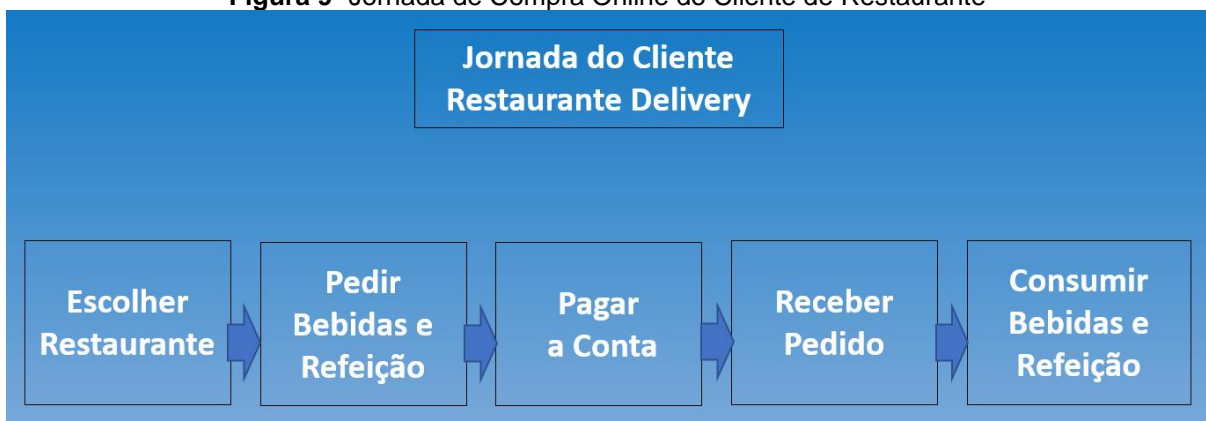 Figura 9- Jornada de Compra Online do Cliente de Restaurante
Jornada do Cliente
Restaurante Delivery
Escolher
Restaurante
Pedir
Bebidas e
Refeição
Pagar
a Conta
Receber
Pedido
Consumir
Bebidas e
Refeição